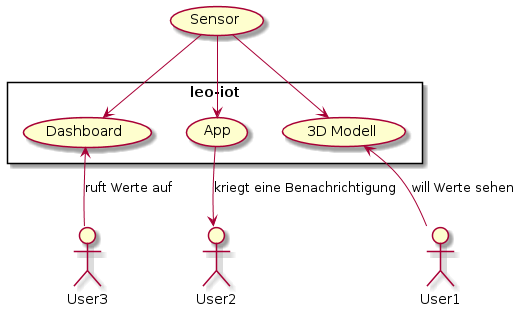 Sensor
leo-iot
Dashboard
App
3D Modell
ruft Werte auf
kriegt eine Benachrichtigung
will Werte sehen
User3
User2
User1